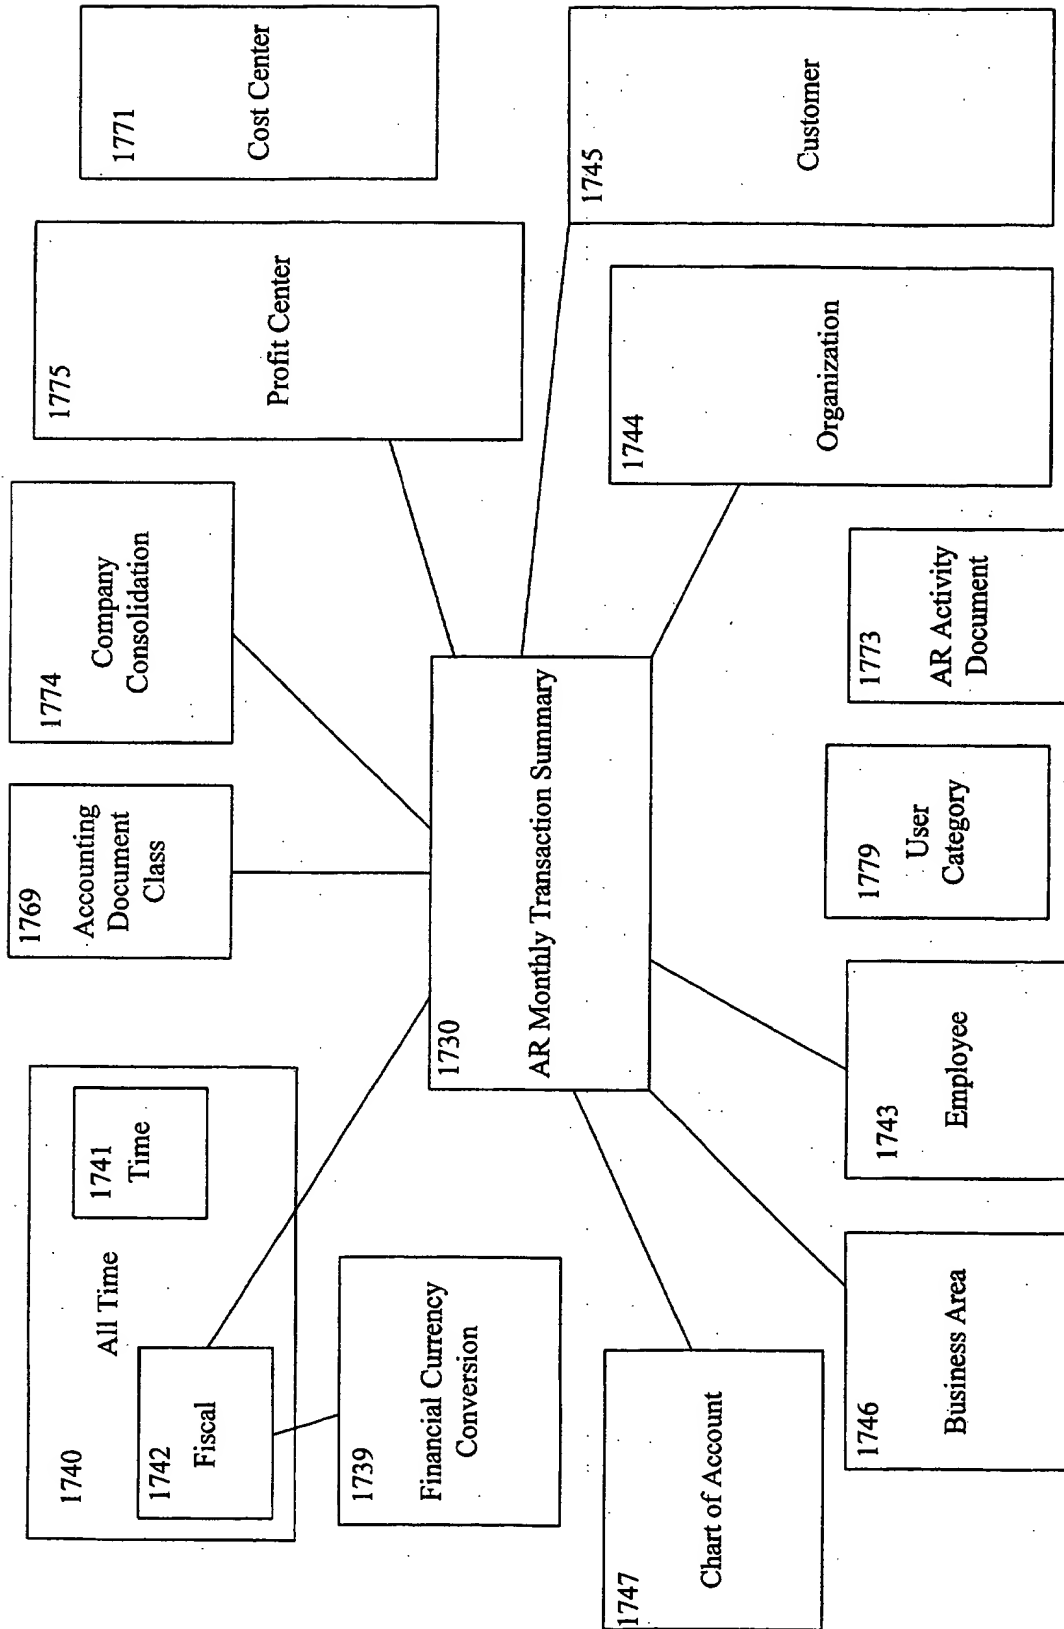 1740
All Time
1741
Time
1742
Fiscal
1769
Accounting
Document
Class
1774
Company
Consolidation
1775
Profit Center
1771
Cost Center
1739
Financial Currency
Conversion
1730
AR Monthly Transaction Summary
1745
Customer
1747
Chart of Account
1744
Organization
1746
Business Area
1743
Employee
1779
User
Category
1773
AR Activity
Document